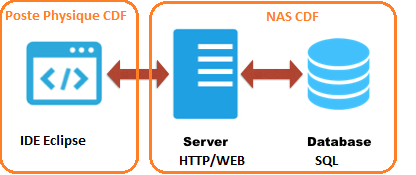 Poste Physique CDF
NAS CDF
</>
IDE Eclipse
Server
HTTP/WEB
Database
SQL